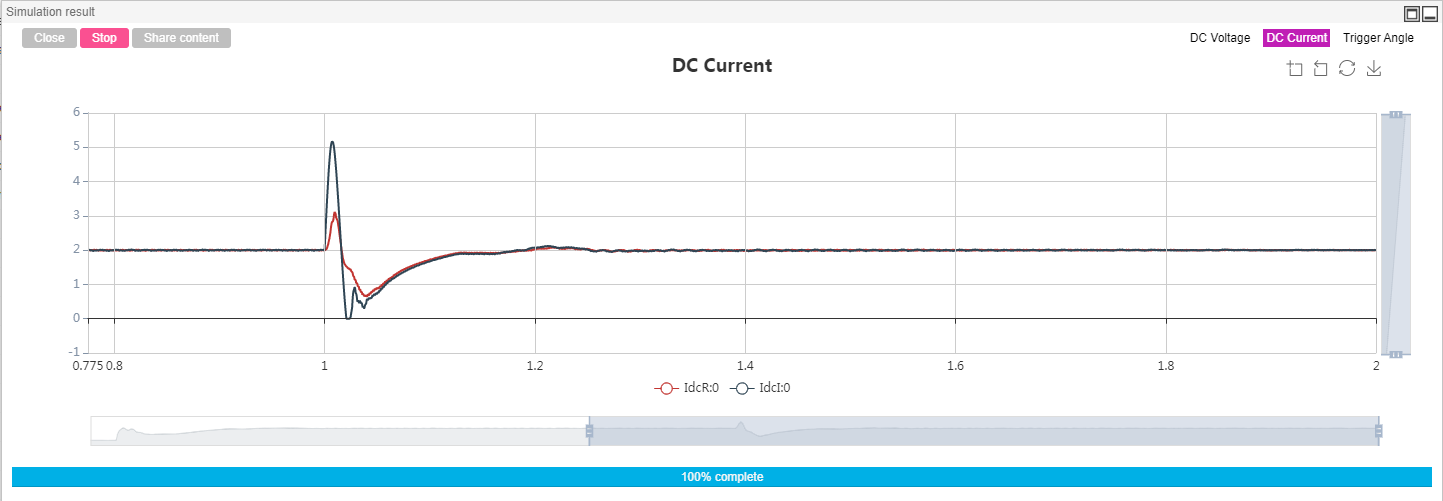 Simulation result
Close Stop Share content DC Voltage DC Current Trigger Angle
DC Current
6
5
4
3
2
1
0
-1
0.775 0.8 1 1.2 1.4 1.6 1.8 2
IdcR:0 IdcI:0
100% complete